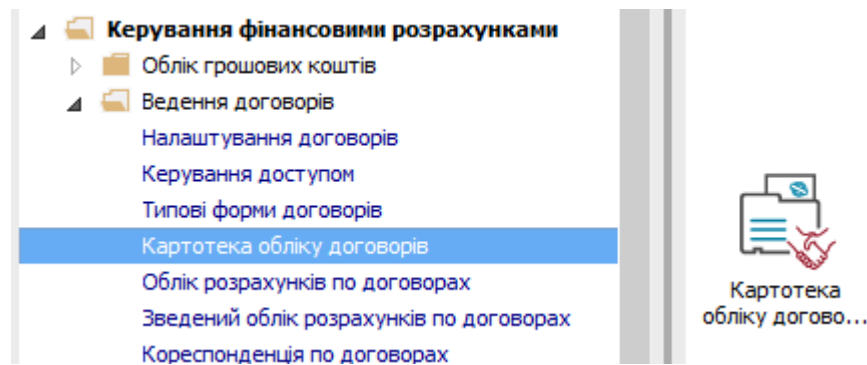 Керування фінансовими розрахунками
Облік грошових коштів
Ведення договорів
Налаштування договорів
Керування доступом
Типові форми договорів
Картотека обліку договорів
Облік розрахунків по договорах
Зведений облік розрахунків по договорах
Кореспонденція по договорах
Картотека
обліку догово...